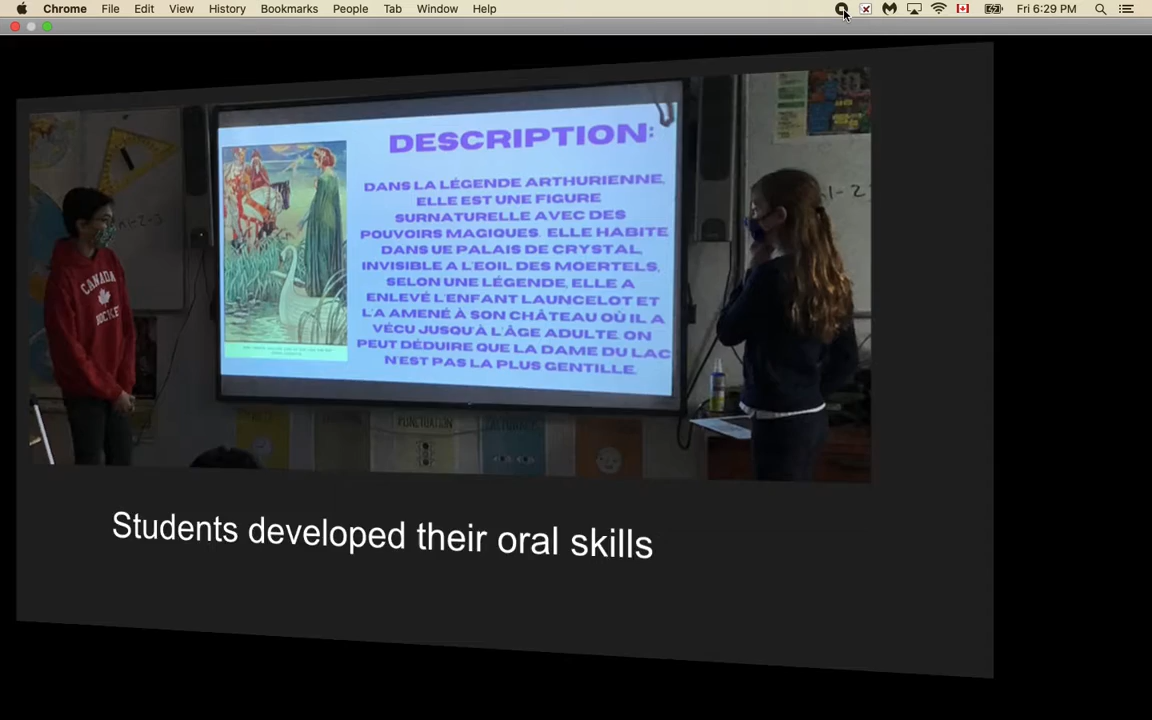 Chrome File Edit View History Bookmarks People Tab Window Help Fri 6:29 PM
DESCRIPTION:
DANS LA LÉGENDE ARTHURIENNE,
ELLE EST UNE FIGURE
SURNATURELLE AVEC DES
POUVOIRS MAGIQUES. ELLE HABITE
DANS UE PALAIS DE CRYSTAL,
INVISIBLE A L'EOIL DES MOERTELS,
SELON UNE LÉGENDE, ELLE A
ENLEVÉ L'ENFANT LAUNCELOT ET
L'A AMENÉ À SON CHÂTEAU OÙ IL A
VÉCU JUSQU'À L'ÂGE ADULTE. ON
PEUT DÉDUIRE QUE LA DAME DU LAC
N'EST PAS LA PLUS GENTILLE.
CANADA
PUNCTUATION
Students developed their oral skills